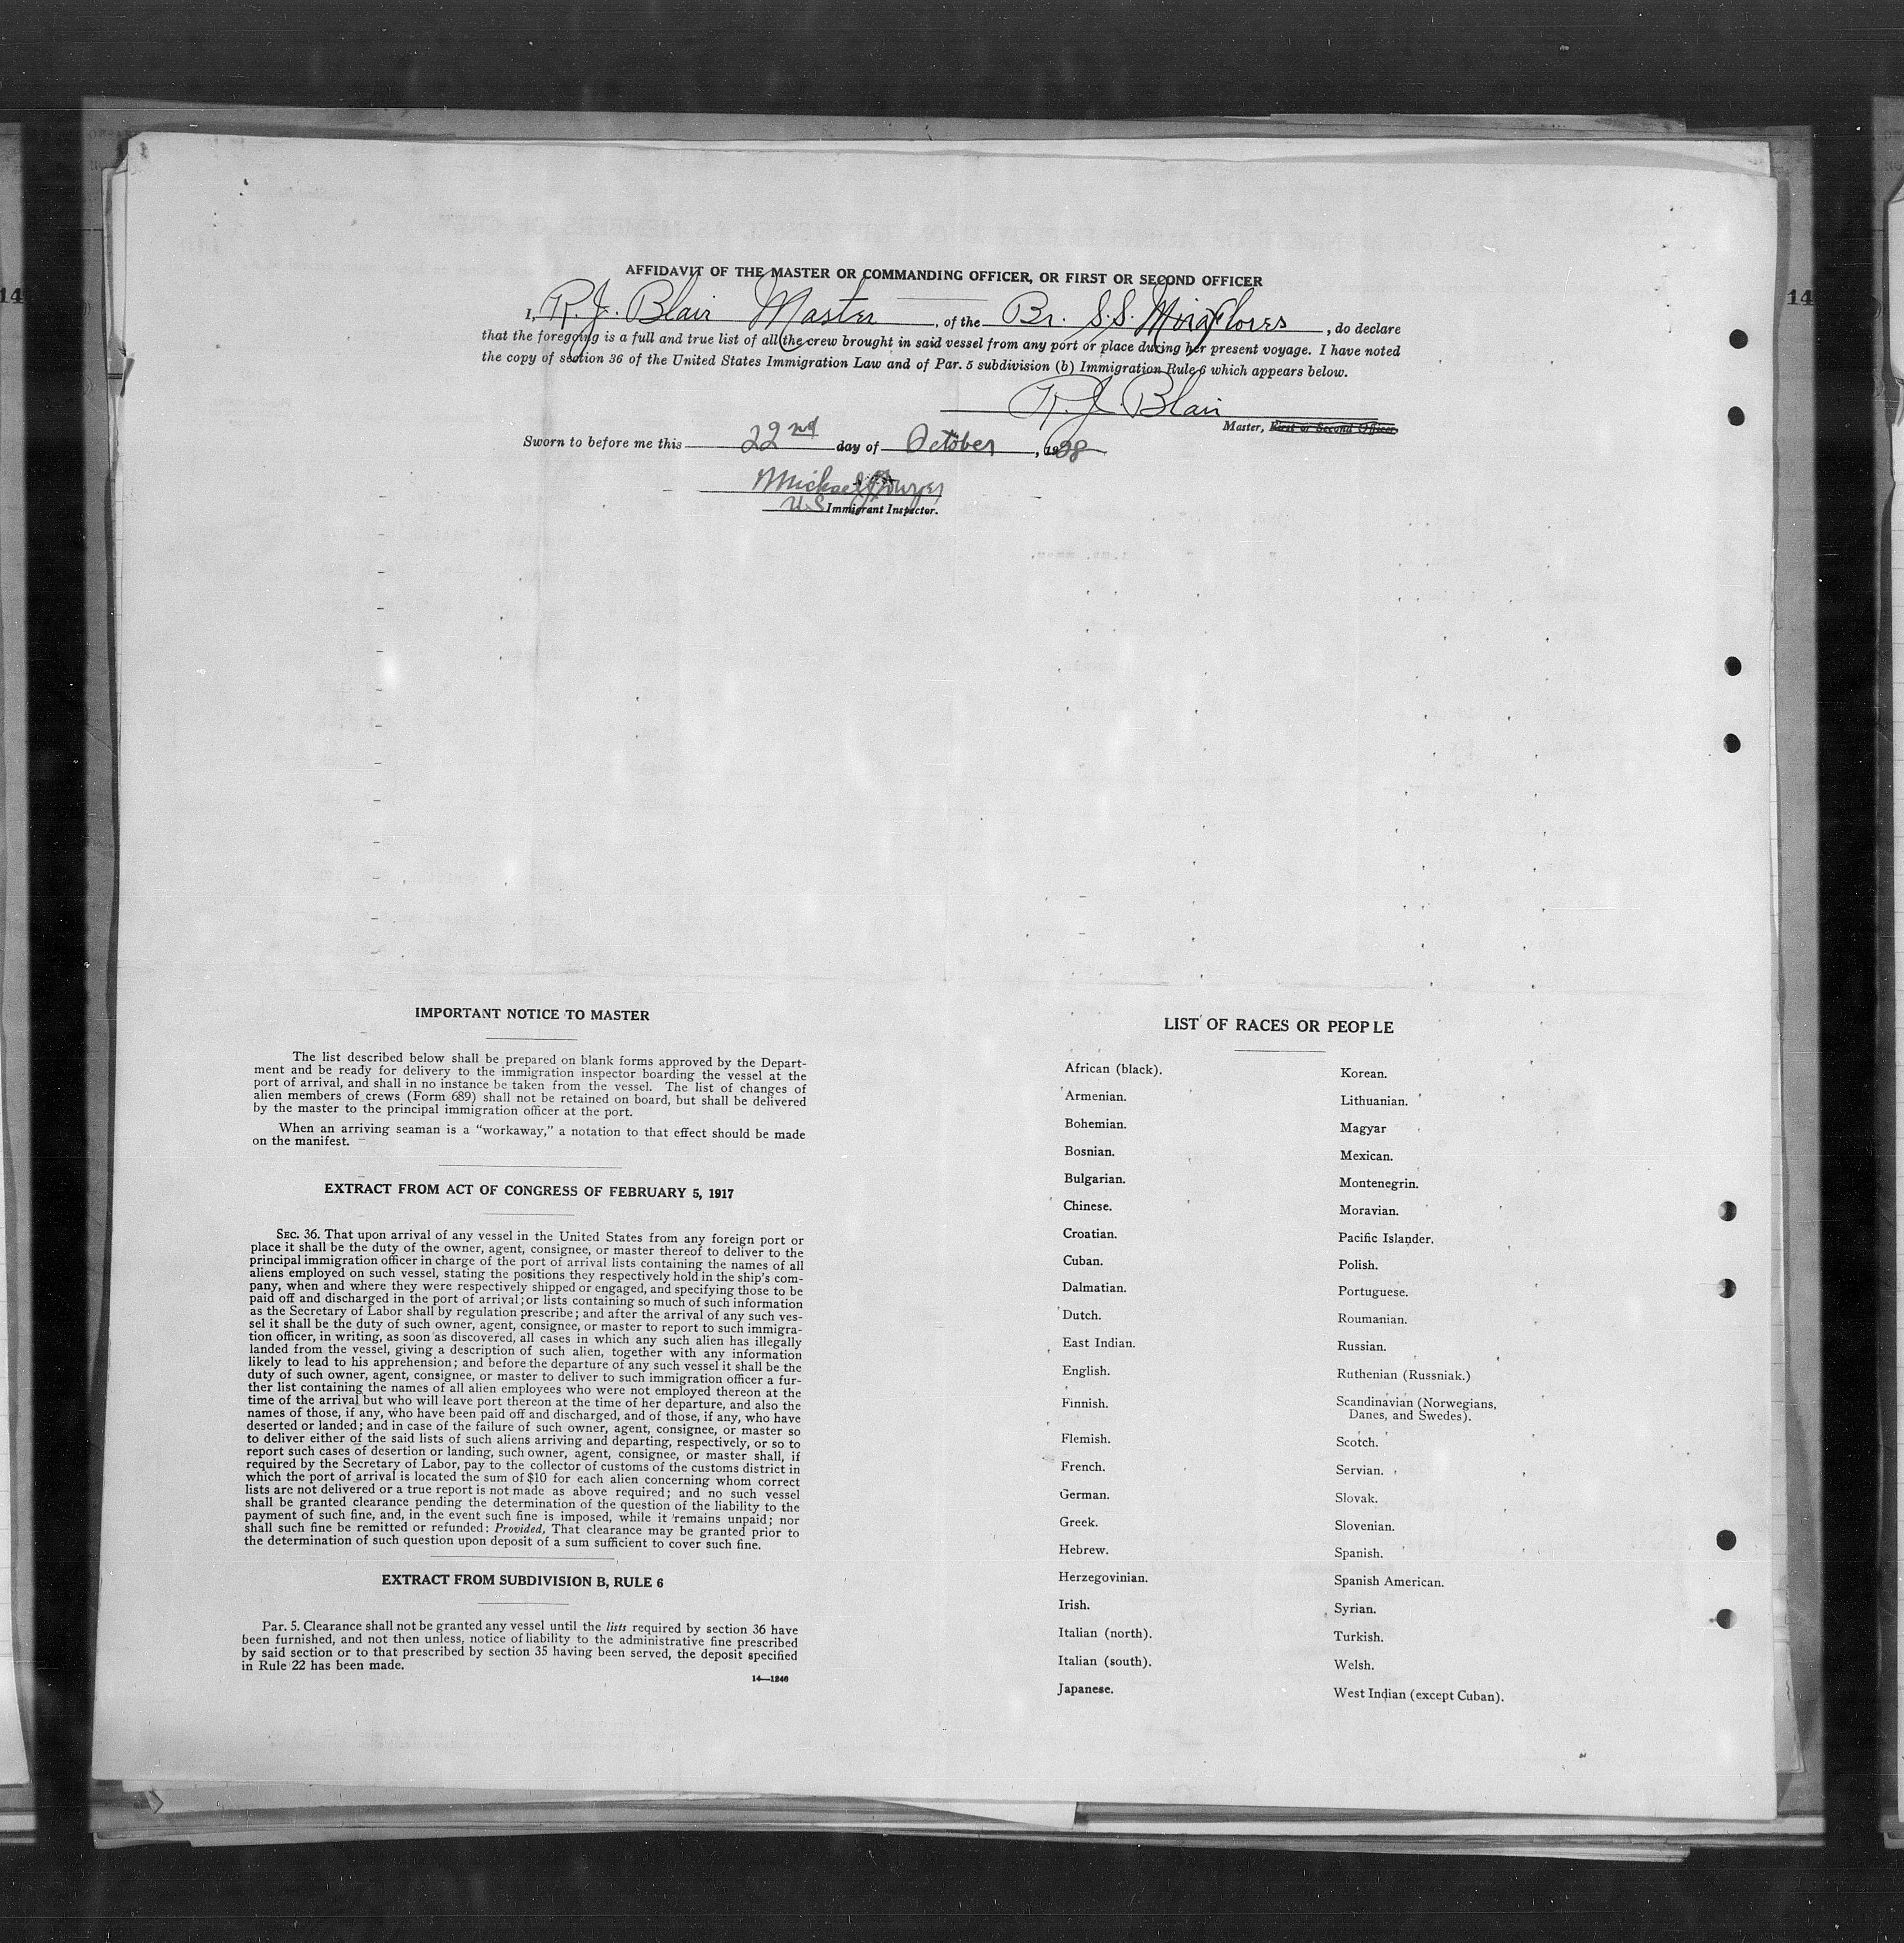 AFFIDAVIT OF THE MASTER OR COMMANDING OFFICER, OR FIRST OR SECOND OFFICER
I, R. J. Blair Master, of the Br. S.S. Miraflores, do declare
that the foregoing is a full and true list of all the crew brought in said vessel from any port or place during her present voyage. I have noted
the copy of section 36 of the United States Immigration Law and of Par. 5 subdivision (b) Immigration Rule 6 which appears below.
R. J. Blair
Master, First or Second Officer.
Sworn to before me this 22nd day of October, 1928
Michael
U.S. Immigrant Inspector.
14
14
IMPORTANT NOTICE TO MASTER
The list described below shall be prepared on blank forms approved by the Depart-
ment and be ready for delivery to the immigration inspector boarding the vessel at the
port of arrival, and shall in no instance be taken from the vessel. The list of changes of
alien members of crews (Form 689) shall not be retained on board, but shall be delivered
by the master to the principal immigration officer at the port.
When an arriving seaman is a “workaway,” a notation to that effect should be made
on the manifest.
EXTRACT FROM ACT OF CONGRESS OF FEBRUARY 5, 1917
SEC. 36. That upon arrival of any vessel in the United States from any foreign port or
place it shall be the duty of the owner, agent, consignee, or master thereof to deliver to the
principal immigration officer in charge of the port of arrival lists containing the names of all
aliens employed on such vessel, stating the positions they respectively hold in the ship's com-
pany, when and where they were respectively shipped or engaged, and specifying those to be
paid off and discharged in the port of arrival; or lists containing so much of such information
as the Secretary of Labor shall by regulation prescribe; and after the arrival of any such ves-
sel it shall be the duty of such owner, agent, consignee, or master to report to such immigra-
tion officer, in writing, as soon as discovered, all cases in which any such alien has illegally
landed from the vessel, giving a description of such alien, together with any information
likely to lead to his apprehension; and before the departure of any such vessel it shall be the
duty of such owner, agent, consignee, or master to deliver to such immigration officer a fur-
ther list containing the names of all alien employees who were not employed thereon at the
time of the arrival but who will leave port thereon at the time of her departure, and also the
names of those, if any, who have been paid off and discharged, and of those, if any, who have
deserted or landed; and in case of the failure of such owner, agent, consignee, or master so
to deliver either of the said lists of such aliens arriving and departing, respectively, or so to
report such cases of desertion or landing, such owner, agent, consignee, or master shall, if
required by the Secretary of Labor, pay to the collector of customs of the customs district in
which the port of arrival is located the sum of $10 for each alien concerning whom correct
lists are not delivered or a true report is not made as above required; and no such vessel
shall be granted clearance pending the determination of the question of the liability to the
payment of such fine, and, in the event such fine is imposed, while it remains unpaid; nor
shall such fine be remitted or refunded: Provided, That clearance may be granted prior to
the determination of such question upon deposit of a sum sufficient to cover such fine.
EXTRACT FROM SUBDIVISION B, RULE 6
Par. 5. Clearance shall not be granted any vessel until the lists required by section 36 have
been furnished, and not then unless, notice of liability to the administrative fine prescribed
by said section or to that prescribed by section 35 having been served, the deposit specified
in Rule 22 has been made.
14—1240
LIST OF RACES OR PEOPLE
African (black).
Armenian.
Bohemian.
Bosnian.
Bulgarian.
Chinese.
Croatian.
Cuban.
Dalmatian.
Dutch.
East Indian.
English.
Finnish.
Flemish.
French.
German.
Greek.
Hebrew.
Herzegovinian.
Irish.
Italian (north).
Italian (south).
Japanese.
Korean.
Lithuanian.
Magyar
Mexican.
Montenegrin.
Moravian.
Pacific Islander.
Polish.
Portuguese.
Roumanian.
Russian.
Ruthenian (Russniak.)
Scandinavian (Norwegians,
Danes, and Swedes).
Scotch.
Servian.
Slovak.
Slovenian.
Spanish.
Spanish American.
Syrian.
Turkish.
Welsh.
West Indian (except Cuban).